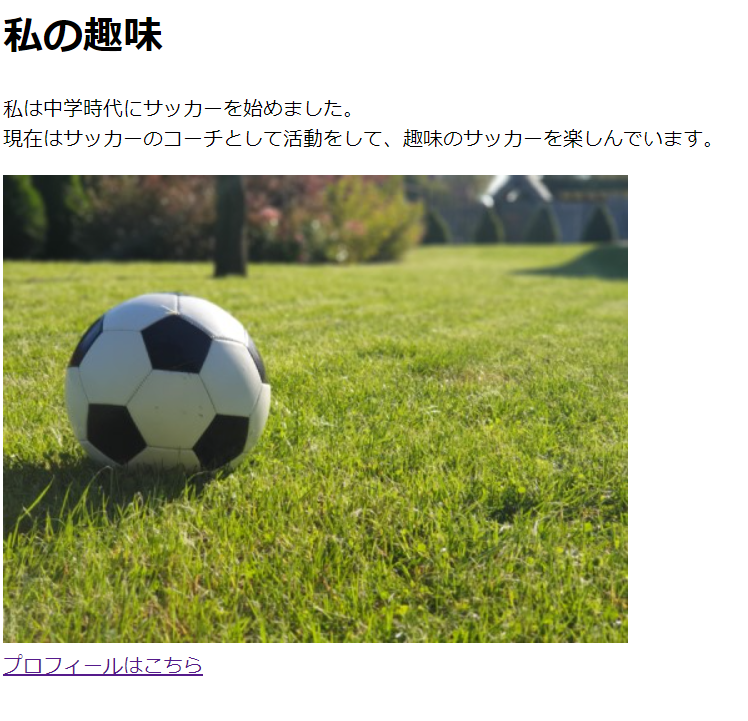 私の趣味
私は中学時代にサッカーを始めました。
現在はサッカーのコーチとして活動をして、趣味のサッカーを楽しんでいます。
プロフィールはこちら